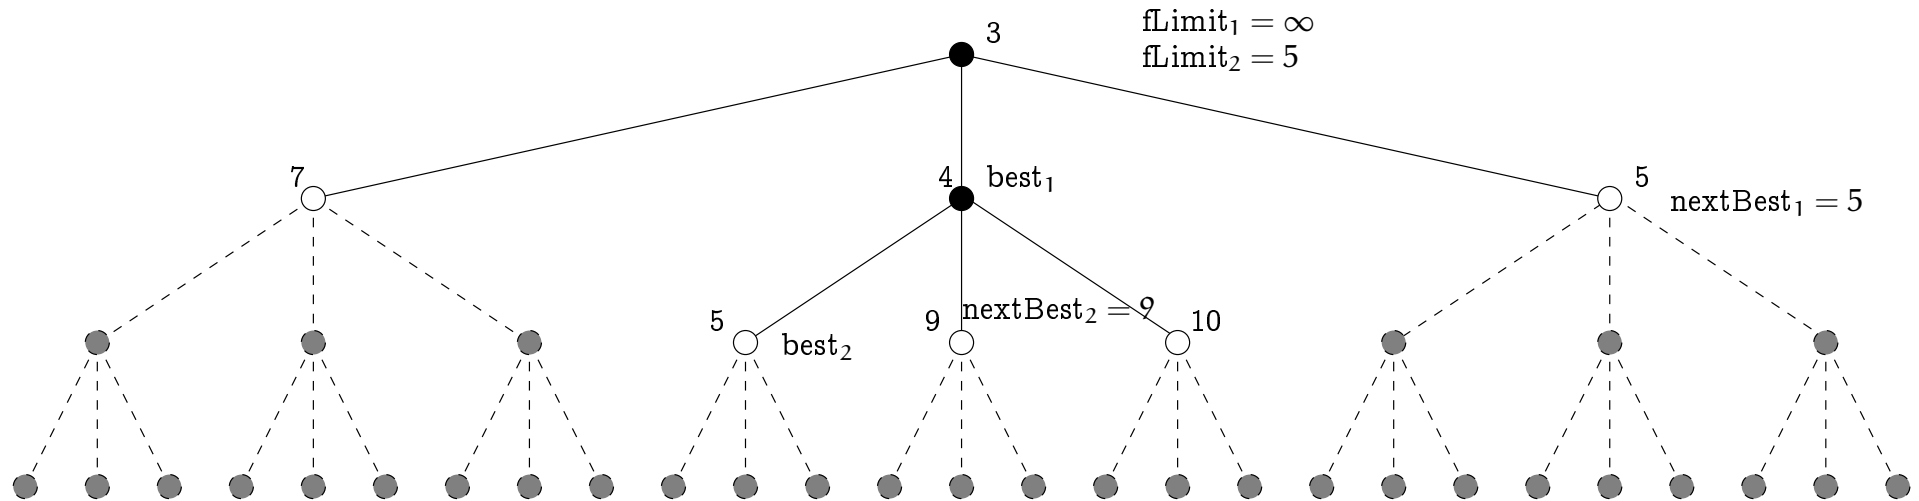 3
fLimit₁ = ∞
fLimit₂ = 5
7
4
best₁
5
nextBest₁ = 5
5
best₂
9
nextBest₂ = 9
10